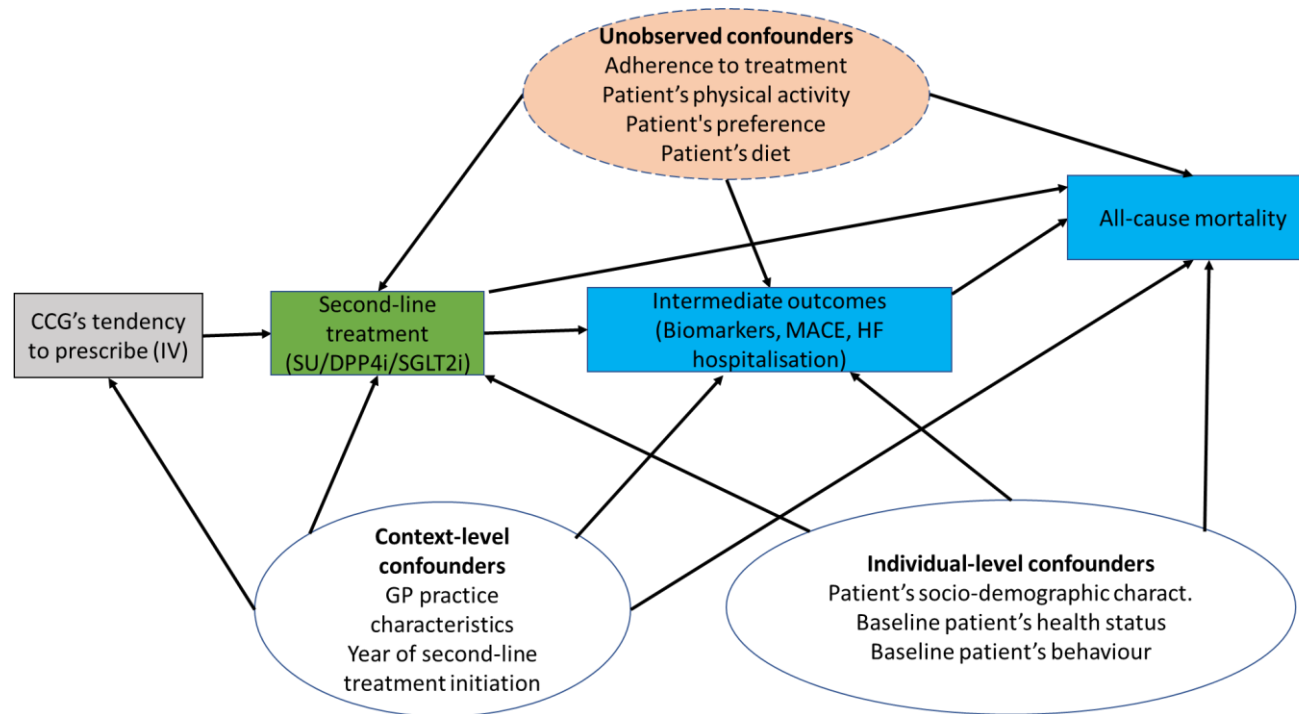 Unobserved confounders
Adherence to treatment
Patient’s physical activity
Patient's preference
Patient’s diet
All-cause mortality
CCG’s tendency
to prescribe (IV)
Second-line
treatment
(SU/DPP4i/SGLT2i)
Intermediate outcomes
(Biomarkers, MACE, HF
hospitalisation)
Context-level
confounders
GP practice
characteristics
Year of second-line
treatment initiation
Individual-level confounders
Patient’s socio-demographic charact.
Baseline patient’s health status
Baseline patient’s behaviour